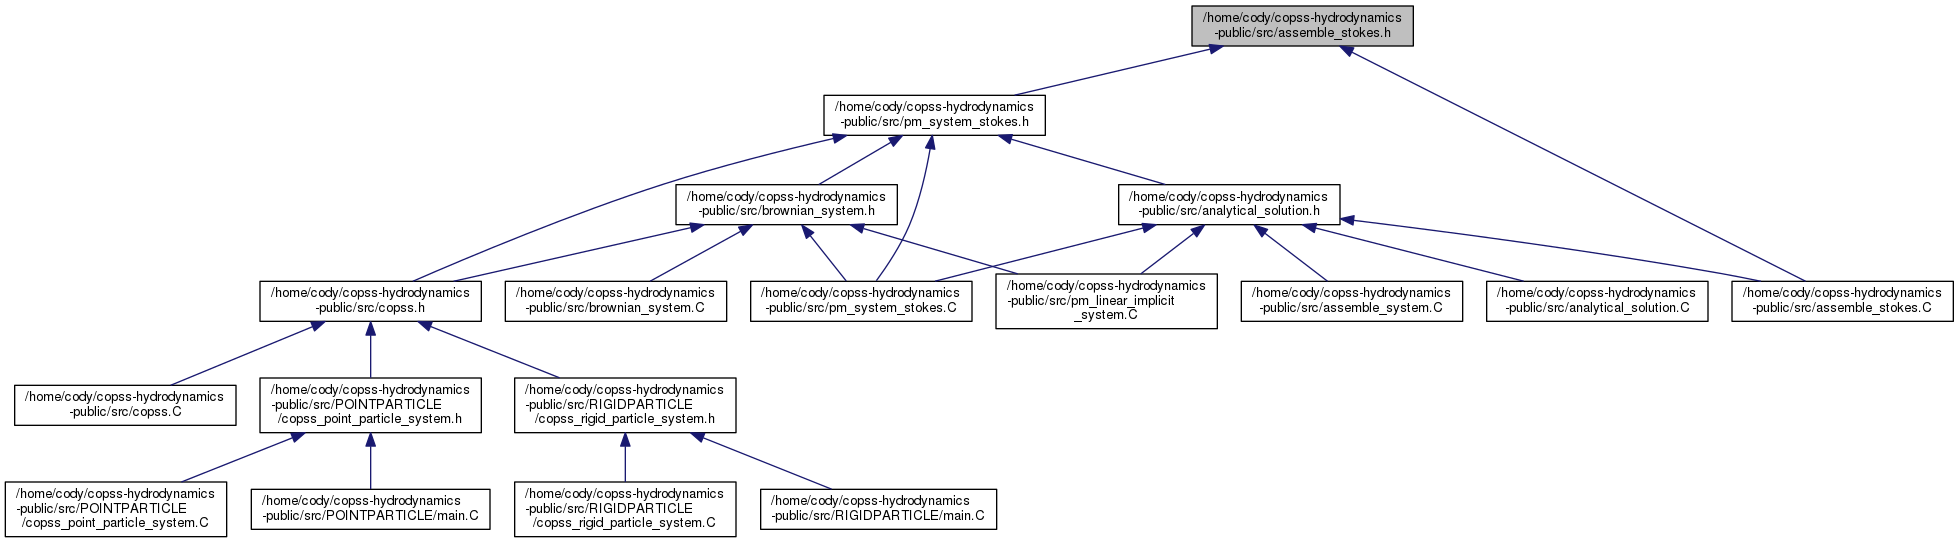 /home/cody/copss-hydrodynamics
-public/src/assemble_stokes.h
/home/cody/copss-hydrodynamics
-public/src/pm_system_stokes.h
/home/cody/copss-hydrodynamics
-public/src/brownian_system.h
/home/cody/copss-hydrodynamics
-public/src/analytical_solution.h
/home/cody/copss-hydrodynamics
-public/src/copss.h
/home/cody/copss-hydrodynamics
-public/src/brownian_system.C
/home/cody/copss-hydrodynamics
-public/src/pm_system_stokes.C
/home/cody/copss-hydrodynamics
-public/src/pm_linear_implicit
_system.C
/home/cody/copss-hydrodynamics
-public/src/assemble_system.C
/home/cody/copss-hydrodynamics
-public/src/analytical_solution.C
/home/cody/copss-hydrodynamics
-public/src/assemble_stokes.C
/home/cody/copss-hydrodynamics
-public/src/copss.C
/home/cody/copss-hydrodynamics
-public/src/POINTPARTICLE
/copss_point_particle_system.h
/home/cody/copss-hydrodynamics
-public/src/RIGIDPARTICLE
/copss_rigid_particle_system.h
/home/cody/copss-hydrodynamics
-public/src/POINTPARTICLE
/copss_point_particle_system.C
/home/cody/copss-hydrodynamics
-public/src/POINTPARTICLE/main.C
/home/cody/copss-hydrodynamics
-public/src/RIGIDPARTICLE
/copss_rigid_particle_system.C
/home/cody/copss-hydrodynamics
-public/src/RIGIDPARTICLE/main.C